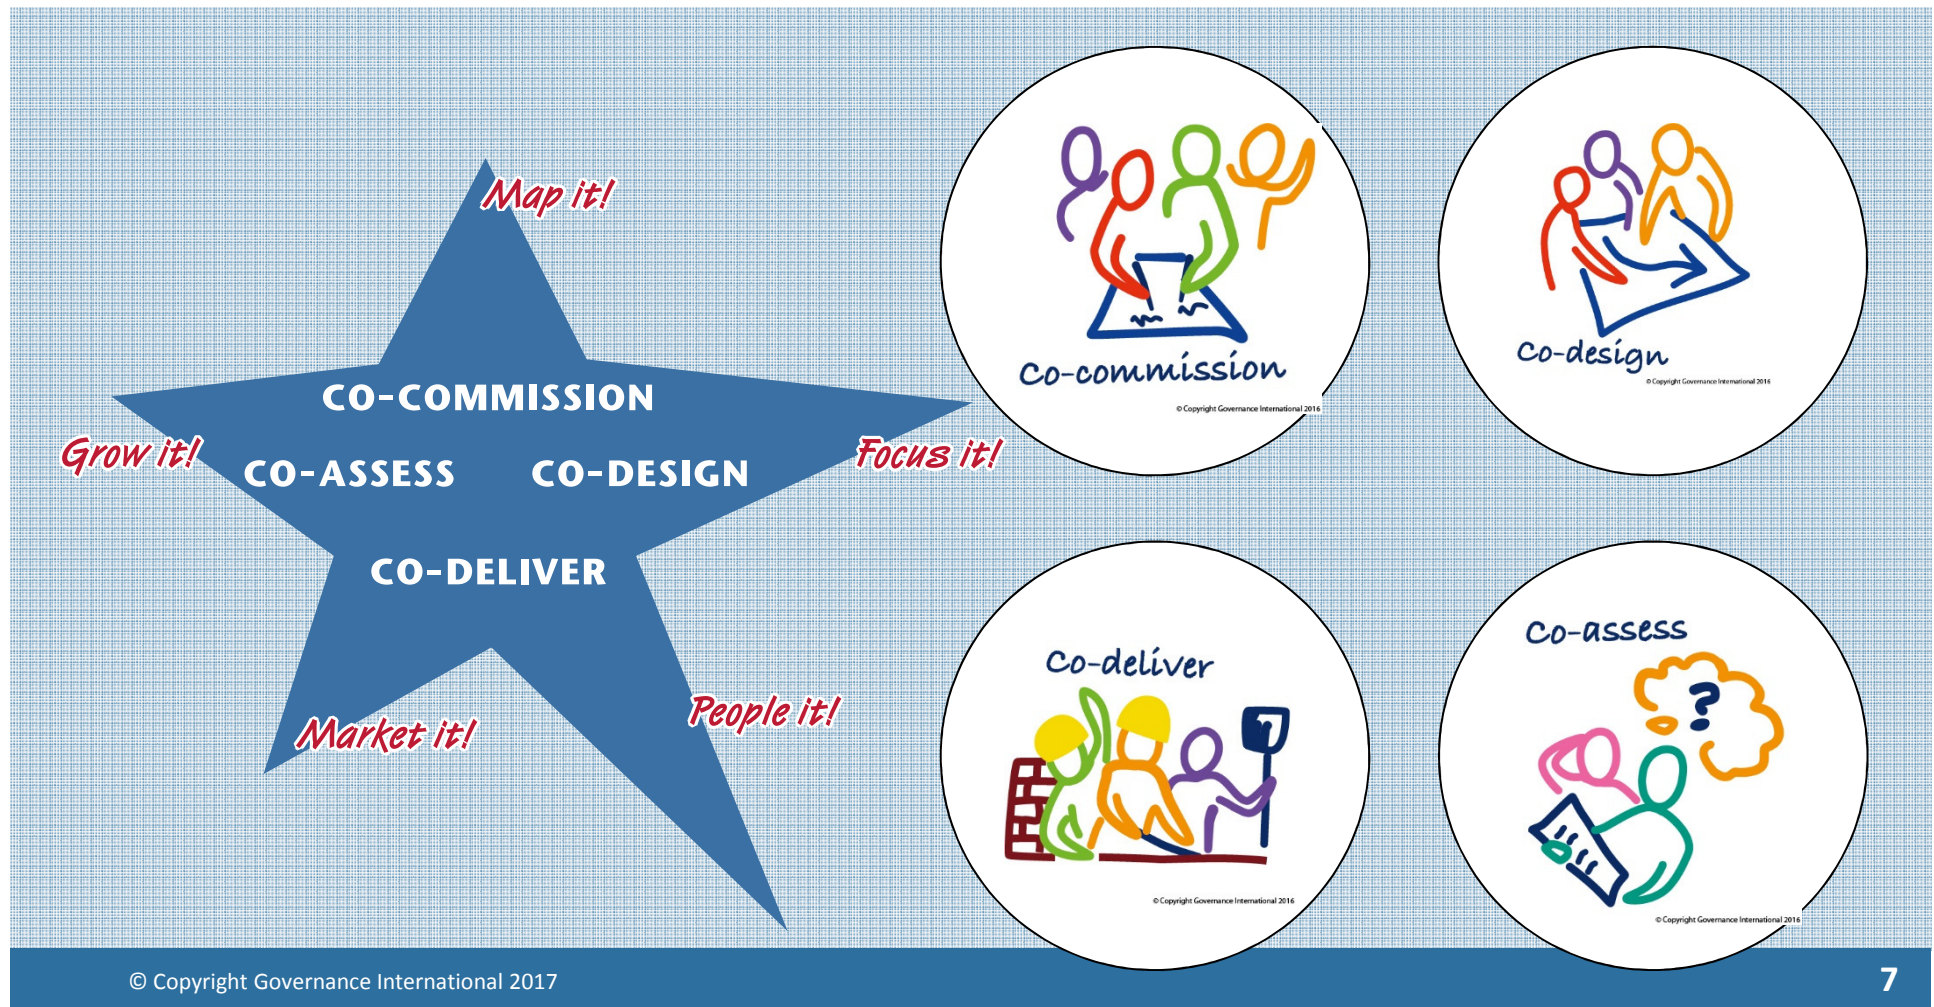 Map it!
CO-COMMISSION
Grow it!
Focus it!
CO-ASSESS CO-DESIGN
CO-DELIVER
People it!
Market it!
Co-commission
© Copyright Governance International 2016
Co-design
© Copyright Governance International 2016
Co-deliver
© Copyright Governance International 2016
Co-assess
?
© Copyright Governance International 2016
© Copyright Governance International 2017
7